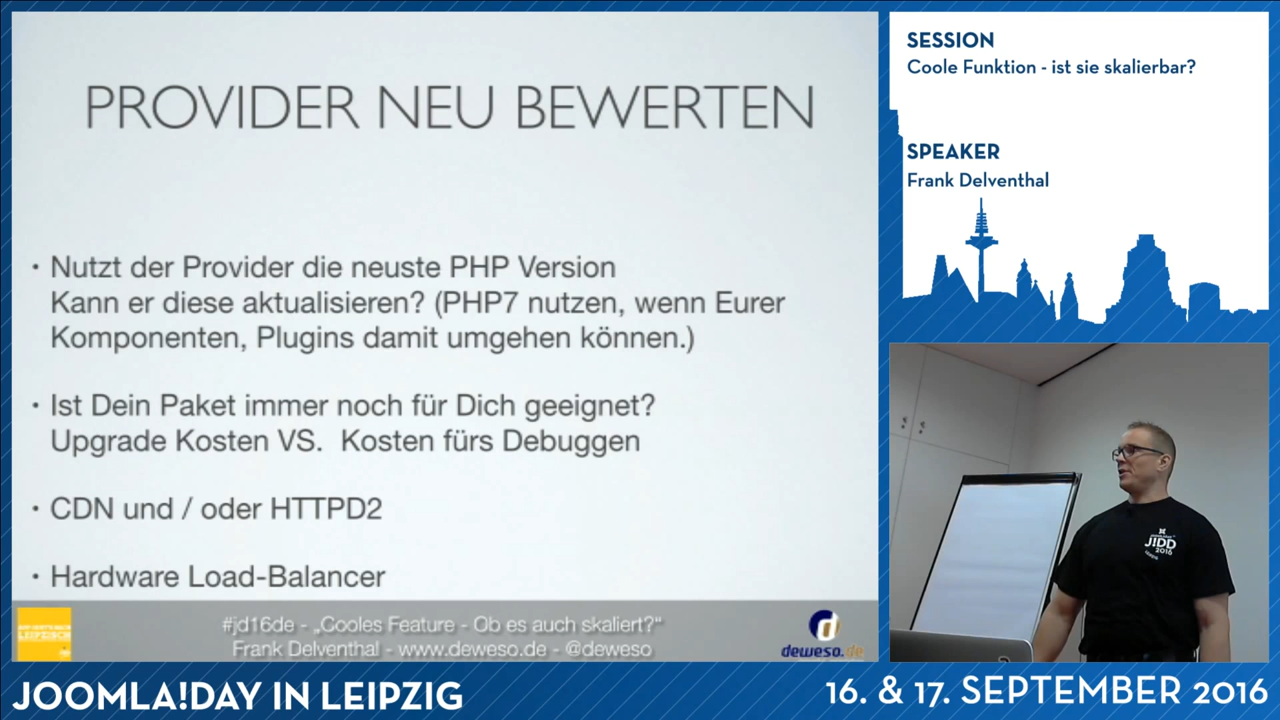 PROVIDER NEU BEWERTEN
• Nutzt der Provider die neuste PHP Version
Kann er diese aktualisieren? (PHP7 nutzen, wenn Eurer
Komponenten, Plugins damit umgehen können.)
• Ist Dein Paket immer noch für Dich geeignet?
Upgrade Kosten VS. Kosten fürs Debuggen
• CDN und / oder HTTPD2
• Hardware Load-Balancer
#jd16de - „Cooles Feature - Ob es auch skaliert?“
Frank Delventhal - www.deweso.de - @deweso
deweso.de
SESSION
Coole Funktion - ist sie skalierbar?
SPEAKER
Frank Delventhal
J!DD
2016
JOOMLA!DAY IN LEIPZIG
16. & 17. SEPTEMBER 2016